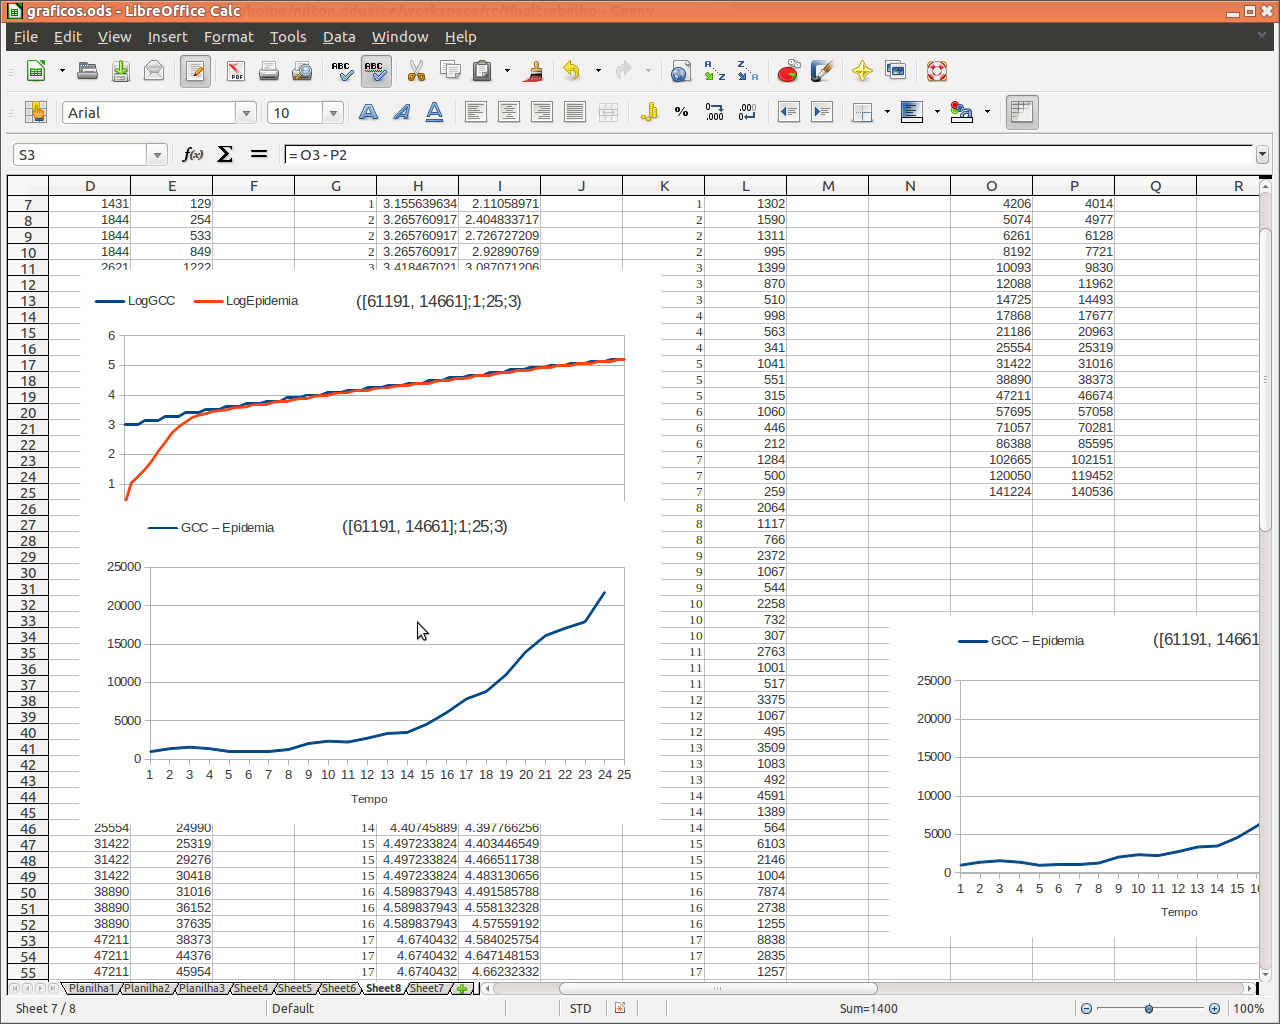 graficos.ods - LibreOffice Calc
File Edit View Insert Format Tools Data Window Help
Arial 10
S3 f(x) Σ = =O3-P2
D E F G H I J K L M N O P Q R
7 1431 129 1 3.155639634 2.11058971 1 1302 4206 4014
8 1844 254 2 3.265760917 2.404833717 2 1590 5074 4977
9 1844 533 2 3.265760917 2.726727209 2 1311 6261 6128
10 1844 849 2 3.265760917 2.92890769 2 995 8192 7721
11 2621 1222 3 3.418467021 3.087071206 3 1399 10093 9830
12 3 870 12088 11962
13 3 510 14725 14493
14 4 998 17868 17677
15 4 563 21186 20963
16 4 341 25554 25319
17 5 1041 31422 31016
18 5 551 38890 38373
19 5 315 47211 46674
20 6 1060 57695 57058
21 6 446 71057 70281
22 6 212 86388 85595
23 7 1284 102665 102151
24 7 500 120050 119452
25 7 259 141224 140536
26 8 2064
27 8 1117
28 8 766
29 9 2372
30 9 1067
31 9 544
32 10 2258
33 10 732
34 10 307
35 11 2763
36 11 1001
37 11 517
38 12 3375
39 12 1067
40 12 495
41 13 3509
42 13 1083
43 13 492
44 14 4591
45 14 1389
46 25554 24990 14 4.40745889 4.397766256 14 564
47 31422 25319 15 4.497233824 4.403446549 15 6103
48 31422 29276 15 4.497233824 4.466511738 15 2146
49 31422 30418 15 4.497233824 4.483130656 15 1004
50 38890 31016 16 4.589837943 4.491585788 16 7874
51 38890 36152 16 4.589837943 4.558132328 16 2738
52 38890 37635 16 4.589837943 4.57559192 16 1255
53 47211 38373 17 4.6740432 4.584025754 17 8838
54 47211 44376 17 4.6740432 4.647148153 17 2835
55 47211 45954 17 4.6740432 4.66232332 17 1257
LogGCC LogEpidemia ([61191, 14661];1;25;3)
6
5
4
3
2
1
GCC – Epidemia ([61191, 14661];1;25;3)
25000
20000
15000
10000
5000
0
1 2 3 4 5 6 7 8 9 10 11 12 13 14 15 16 17 18 19 20 21 22 23 24 25
Tempo
GCC – Epidemia ([61191, 14661
25000
20000
15000
10000
5000
0
1 2 3 4 5 6 7 8 9 10 11 12 13 14 15
Tempo
Planilha1 Planilha2 Planilha3 Sheet4 Sheet5 Sheet6 Sheet8 Sheet7
Sheet 7 / 8 Default STD Sum=1400 100%